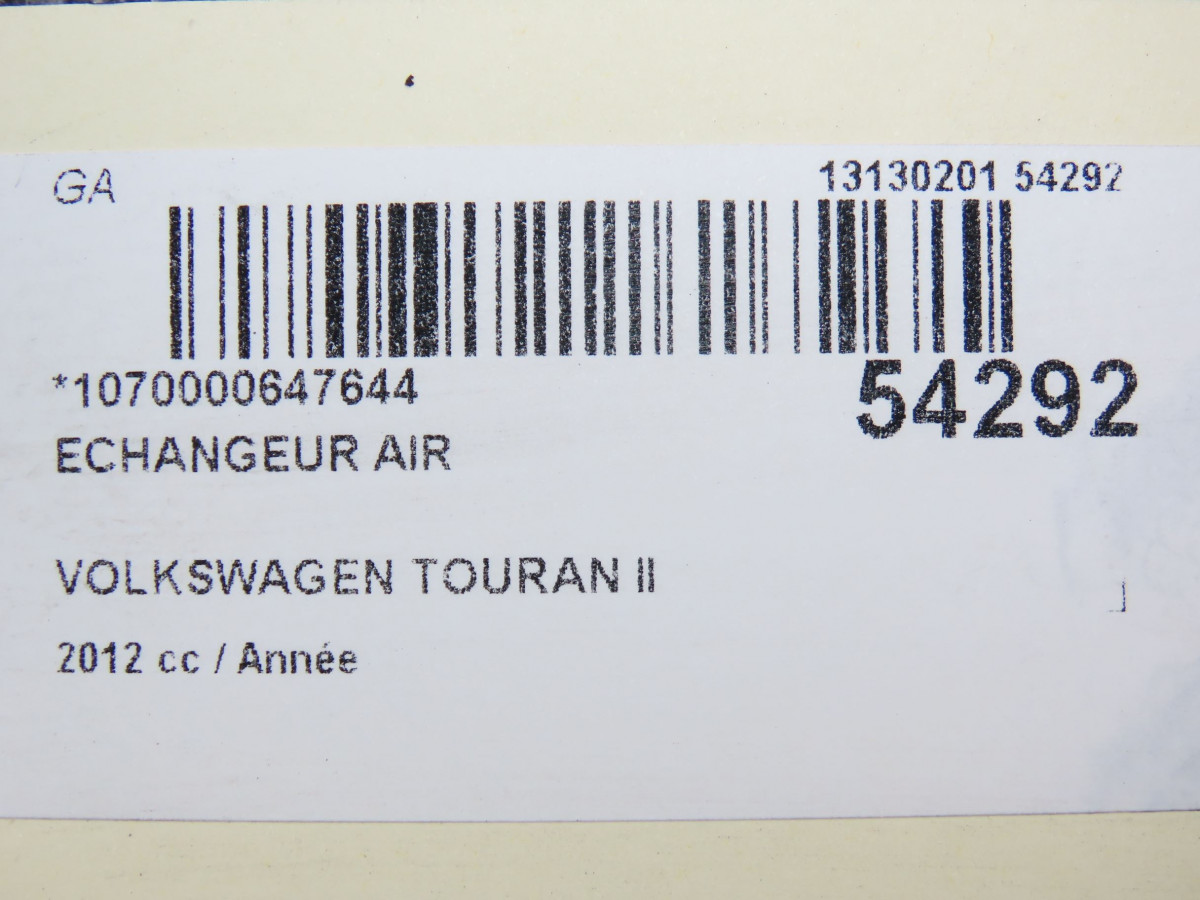 GA
13130201 54292
*1070000647644
54292
ECHANGEUR AIR
VOLKSWAGEN TOURAN II
2012 cc / Année